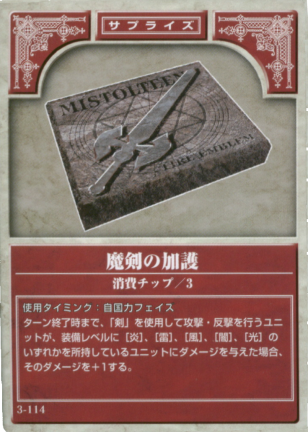 サプライズ
MISTOLTEEN
FIRE EMBLEM
魔剣の加護
消費チップ/3
使用タイミング:自国力フェイス
ターン終了時まで、「剣」を使用して攻撃・反撃を行うユニ
ットが、装備レベルに[炎]、[雷]、[風]、[闇]、[光]の
いずれかを所持しているユニットにダメージを与えた場合、
そのダメージを+1する。
3-114